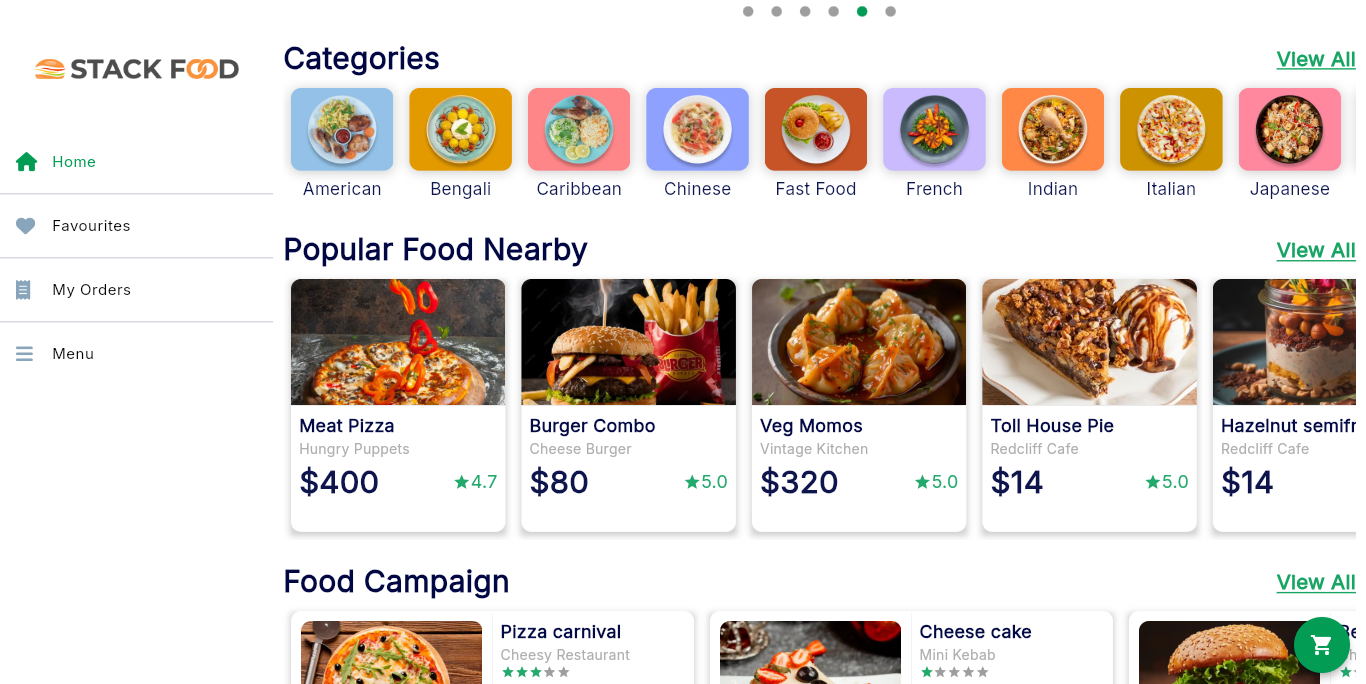 STACK FOOD
Home
Favourites
My Orders
Menu
Categories
View All
American
Bengali
Caribbean
Chinese
Fast Food
French
Indian
Italian
Japanese
Popular Food Nearby
View All
BURGER
Meat Pizza
Hungry Puppets
$400
4.7
Burger Combo
Cheese Burger
$80
5.0
Veg Momos
Vintage Kitchen
$320
5.0
Toll House Pie
Redcliff Cafe
$14
5.0
Hazelnut semifr
Redcliff Cafe
$14
Food Campaign
View All
Pizza carnival
Cheesy Restaurant
Cheese cake
Mini Kebab